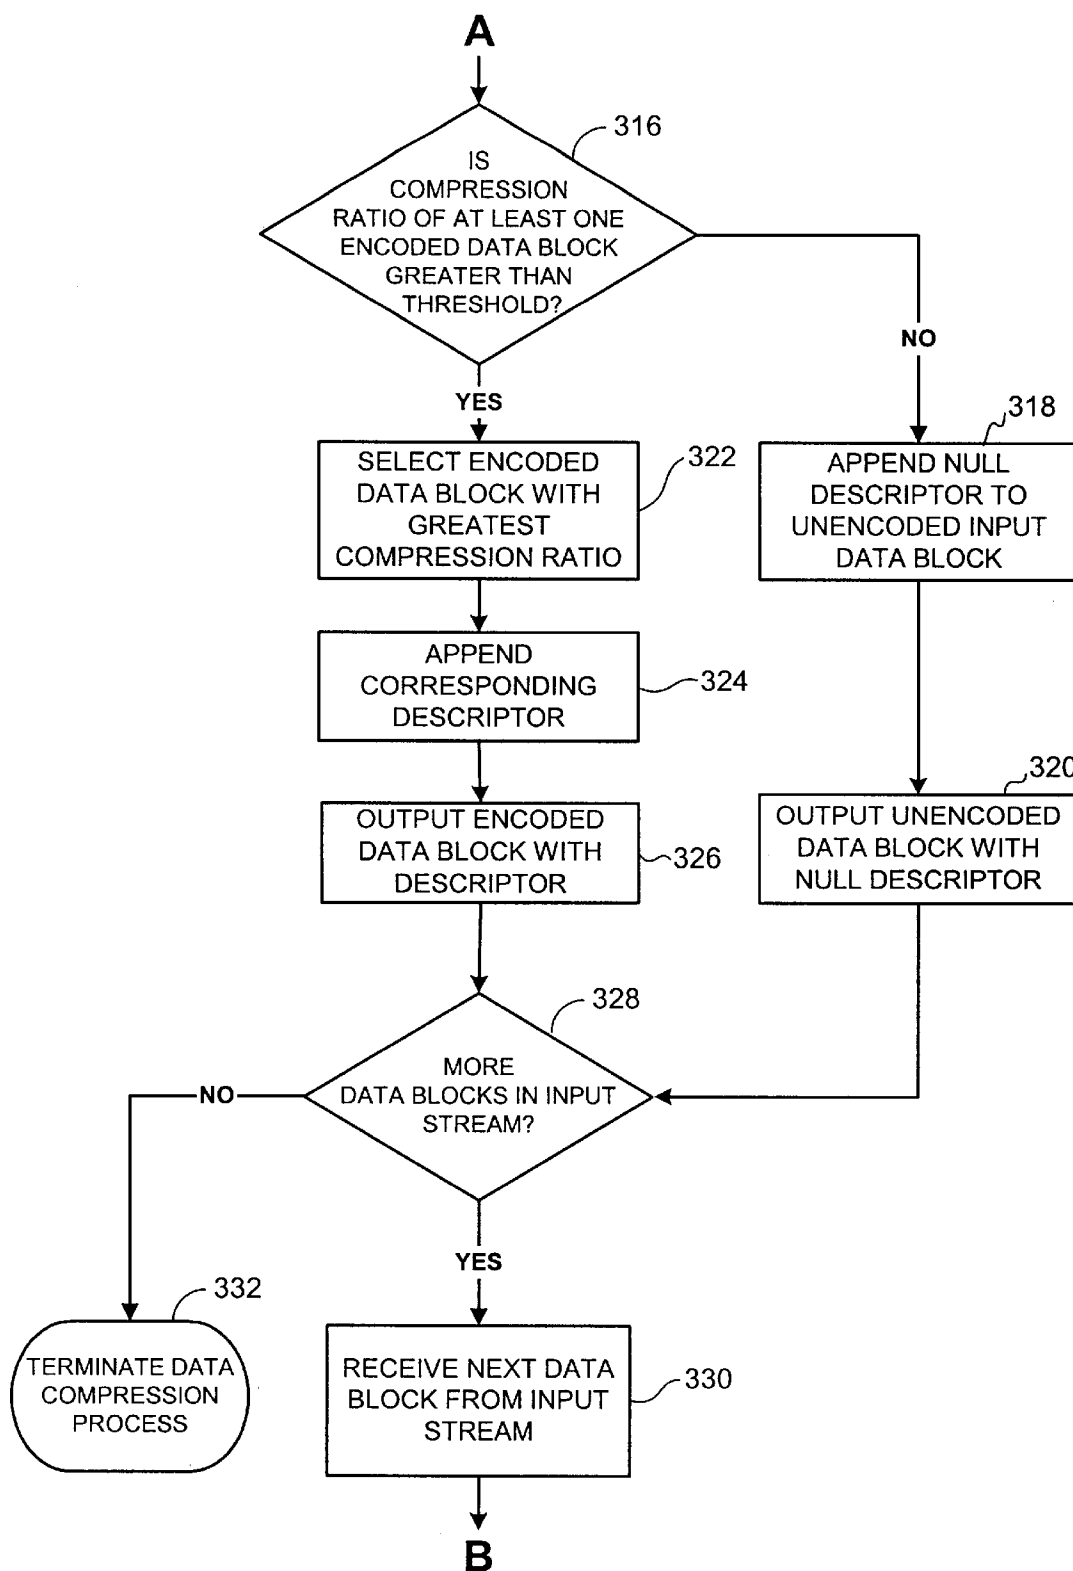 A
316
IS
COMPRESSION
RATIO OF AT LEAST ONE
ENCODED DATA BLOCK
GREATER THAN
THRESHOLD?
NO
YES
318
322
SELECT ENCODED
DATA BLOCK WITH
GREATEST
COMPRESSION RATIO
APPEND NULL
DESCRIPTOR TO
UNENCODED INPUT
DATA BLOCK
APPEND
CORRESPONDING
DESCRIPTOR
324
320
OUTPUT ENCODED
DATA BLOCK WITH
DESCRIPTOR
326
OUTPUT UNENCODED
DATA BLOCK WITH
NULL DESCRIPTOR
328
MORE
DATA BLOCKS IN INPUT
STREAM?
NO
YES
332
TERMINATE DATA
COMPRESSION
PROCESS
RECEIVE NEXT DATA
BLOCK FROM INPUT
STREAM
330
B